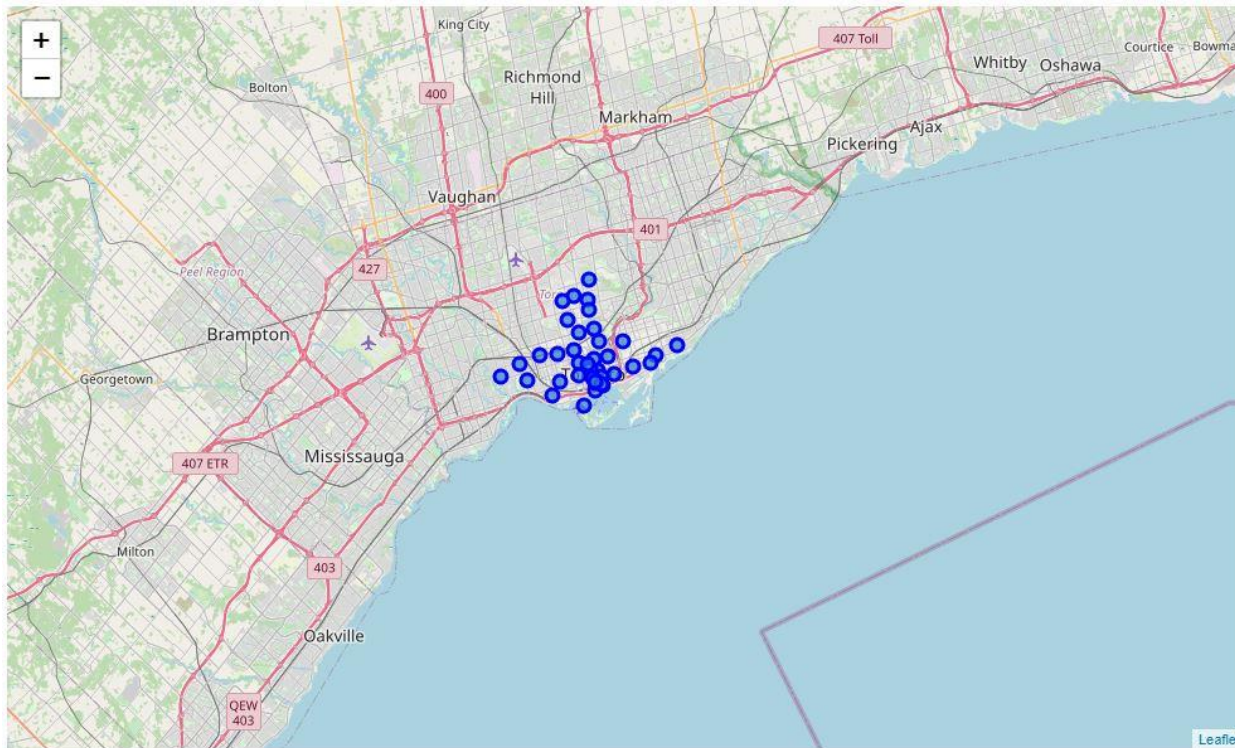 King City
407 Toll
Courtice
Bowma
Whitby
Oshawa
+
−
Bolton
Richmond
Hill
400
Markham
Ajax
Pickering
Vaughan
401
427
Peel Region
Brampton
Georgetown
Mississauga
407 ETR
Milton
403
Oakville
QEW
403
Leafle